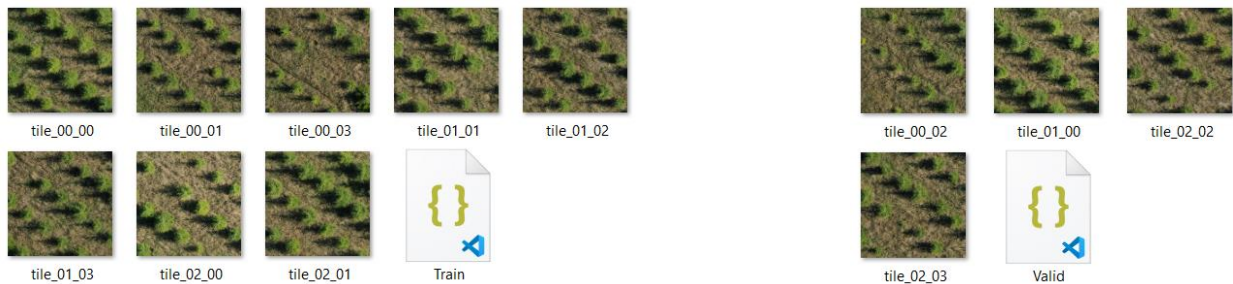 tile_00_00 tile_00_01 tile_00_03 tile_01_01 tile_01_02
tile_00_02 tile_01_00 tile_02_02
tile_01_03 tile_02_00 tile_02_01 Train
tile_02_03 Valid